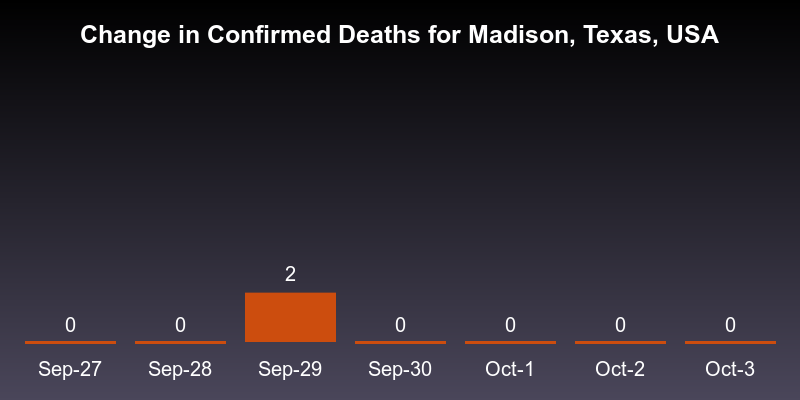 Change in Confirmed Deaths for Madison, Texas, USA
2
0 0 0 0 0 0
Sep-27 Sep-28 Sep-29 Sep-30 Oct-1 Oct-2 Oct-3